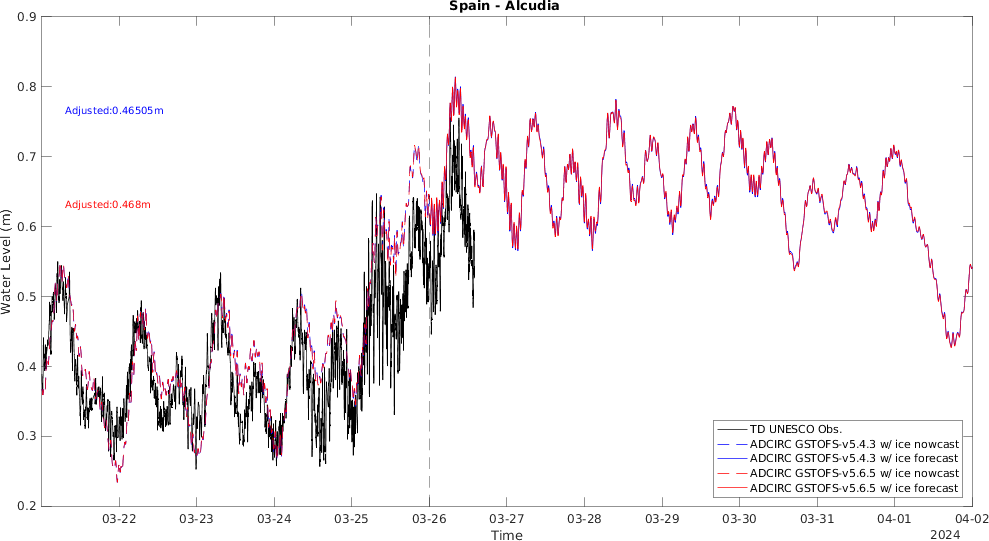 Spain - Alcudia
0.9
0.8
0.7
0.6
0.5
0.4
0.3
0.2
Water Level (m)
Adjusted:0.46505m
Adjusted:0.468m
TD UNESCO Obs.
ADCIRC GSTOFS-v5.4.3 w/ ice nowcast
ADCIRC GSTOFS-v5.4.3 w/ ice forecast
ADCIRC GSTOFS-v5.6.5 w/ ice nowcast
ADCIRC GSTOFS-v5.6.5 w/ ice forecast
03-22 03-23 03-24 03-25 03-26 03-27 03-28 03-29 03-30 03-31 04-01 04-02
Time
2024